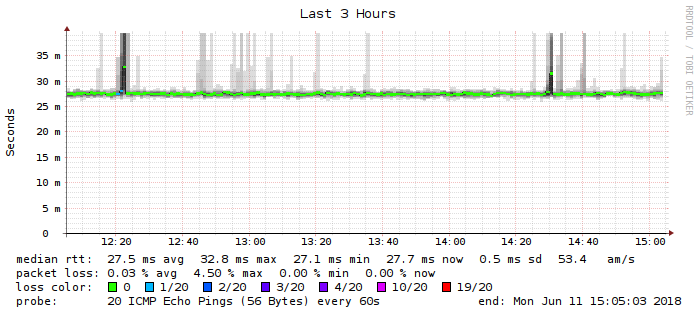 Last 3 Hours
RRDTOOL / TOBI OETIKER
Seconds
35 m
30 m
25 m
20 m
15 m
10 m
5 m
0
12:20 12:40 13:00 13:20 13:40 14:00 14:20 14:40 15:00
median rtt: 27.5 ms avg 32.8 ms max 27.1 ms min 27.7 ms now 0.5 ms sd 53.4 am/s
packet loss: 0.03 % avg 4.50 % max 0.00 % min 0.00 % now
loss color: 0 1/20 2/20 3/20 4/20 10/20 19/20
probe: 20 ICMP Echo Pings (56 Bytes) every 60s end: Mon Jun 11 15:05:03 2018